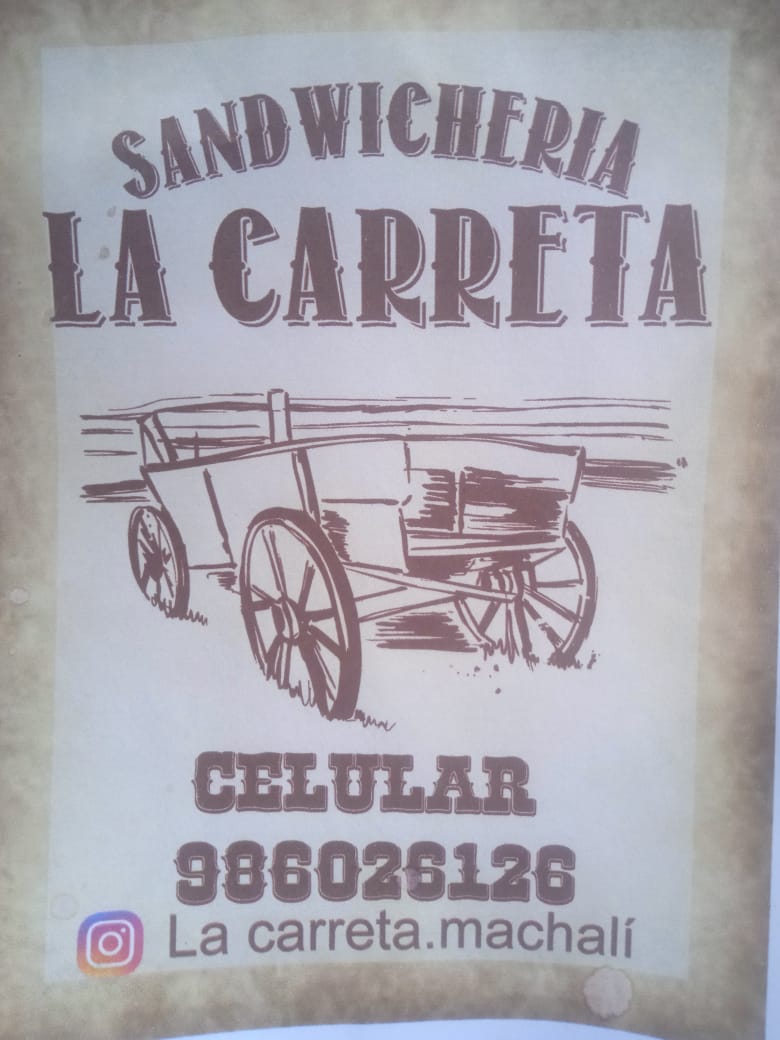 SANDWICHERIA
LA CARRETA
CELULAR
986026126
La carreta.machalí